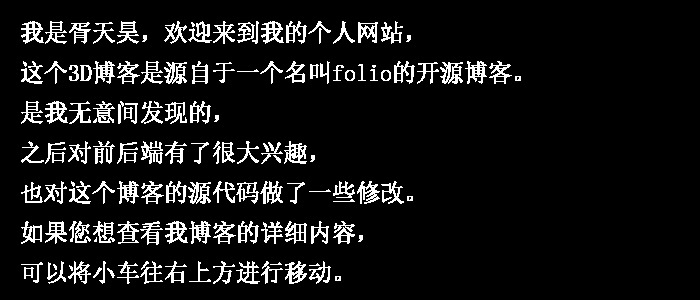 我是胥天昊，欢迎来到我的个人网站，
这个3D博客是源自于一个名叫folio的开源博客。
是我无意间发现的，
之后对前后端有了很大兴趣，
也对这个博客的源代码做了一些修改。
如果您想查看我博客的详细内容，
可以将小车往右上方进行移动。